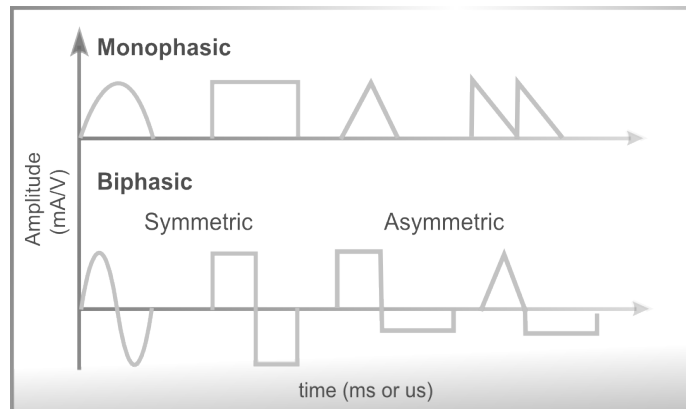 Monophasic
Amplitude
(mA/V)
Biphasic
Symmetric
Asymmetric
time (ms or us)